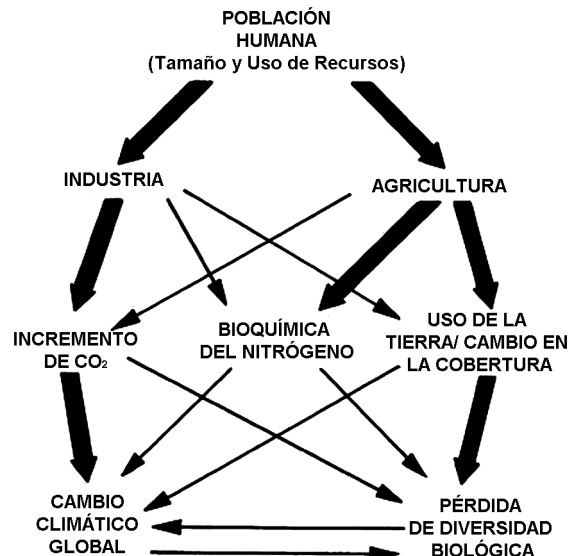 POBLACIÓN
HUMANA
(Tamaño y Uso de Recursos)
INDUSTRIA
AGRICULTURA
INCREMENTO
DE CO₂
BIOQUÍMICA
DEL NITRÓGENO
USO DE LA
TIERRA/ CAMBIO EN
LA COBERTURA
CAMBIO
CLIMÁTICO
GLOBAL
PÉRDIDA
DE DIVERSIDAD
BIOLÓGICA